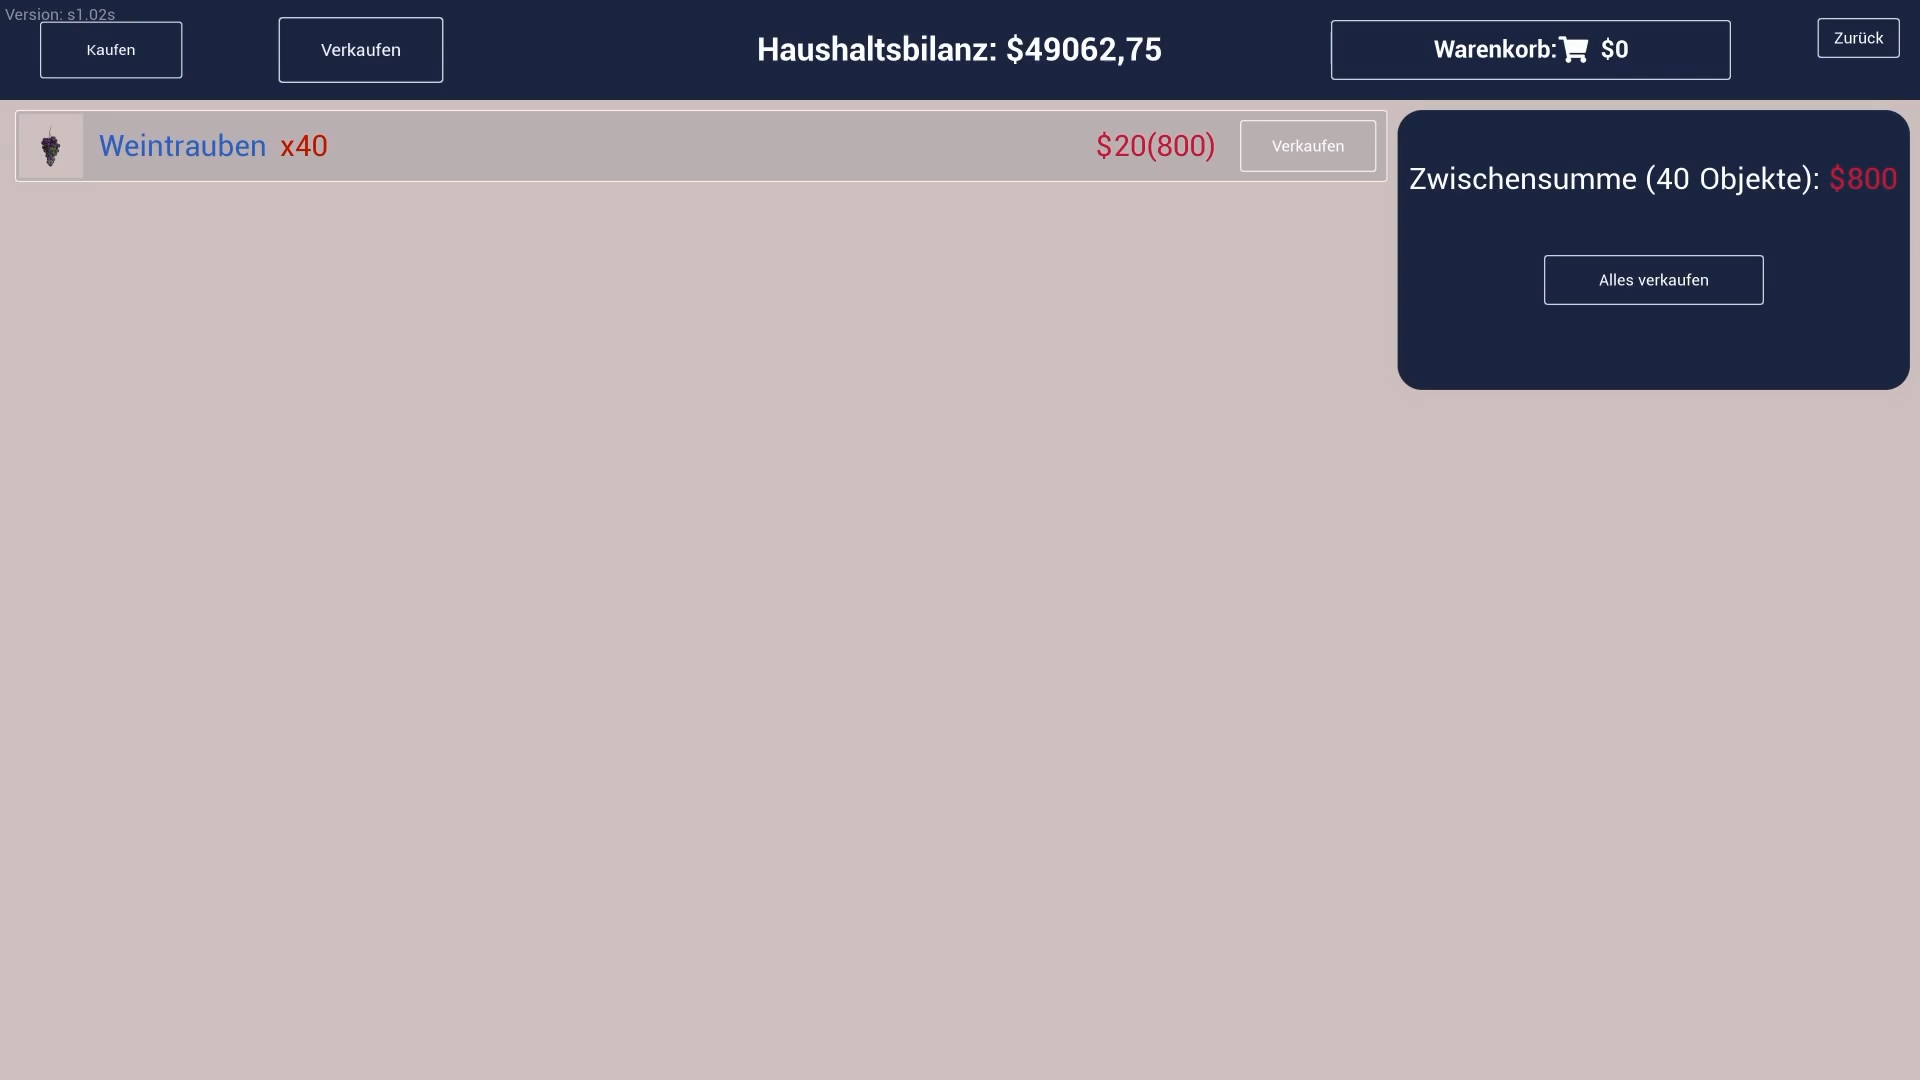 Version: s1.02s
Kaufen
Verkaufen
Haushaltsbilanz: $49062,75
Warenkorb: $0
Zurück
Weintrauben x40
$20(800)
Verkaufen
Zwischensumme (40 Objekte): $800
Alles verkaufen